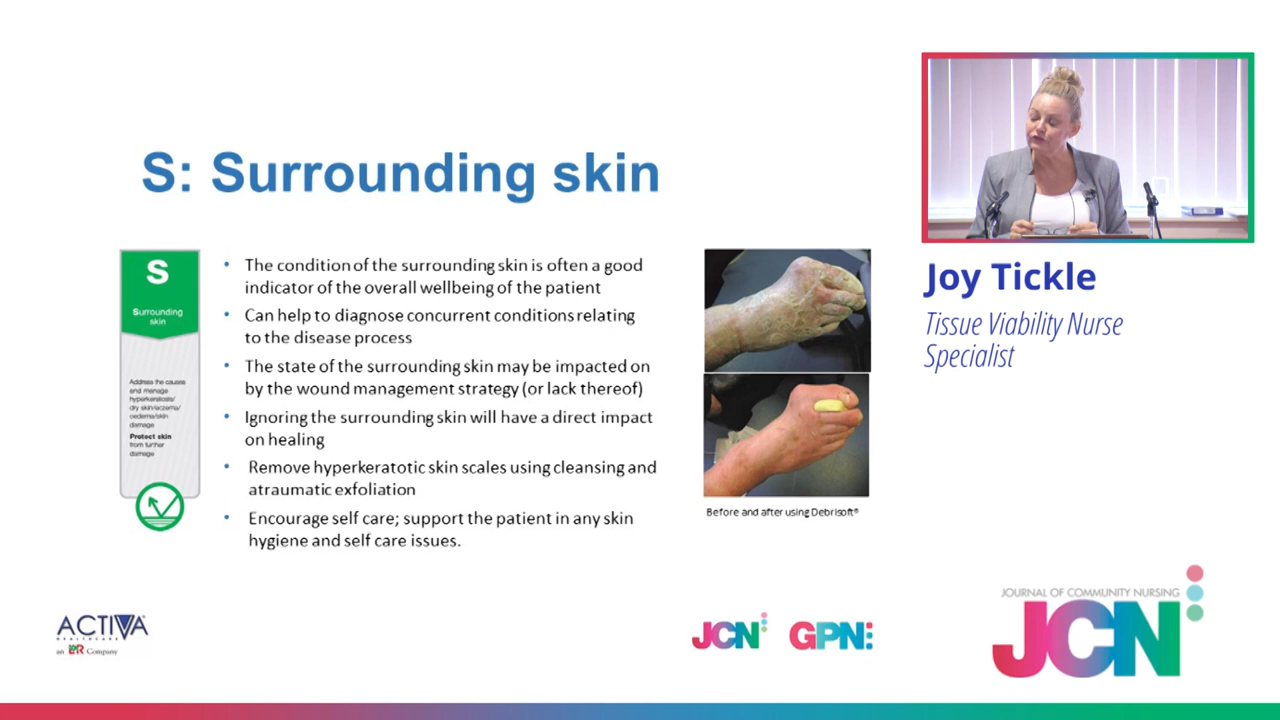 S: Surrounding skin
S
Surrounding
skin
Address the causes
and manage
hyperkeratosis/
dry skin/eczema/
oedema/skin
damage
Protect skin
from further
damage
• The condition of the surrounding skin is often a good
indicator of the overall wellbeing of the patient
• Can help to diagnose concurrent conditions relating
to the disease process
• The state of the surrounding skin may be impacted on
by the wound management strategy (or lack thereof)
• Ignoring the surrounding skin will have a direct impact
on healing
• Remove hyperkeratotic skin scales using cleansing and
atraumatic exfoliation
• Encourage self care; support the patient in any skin
hygiene and self care issues.
Before and after using Debrisoft®
Joy Tickle
Tissue Viability Nurse
Specialist
ACTIVA®
HEALTHCARE
an L&R Company
JCN
GPN
JOURNAL OF COMMUNITY NURSING
JCN